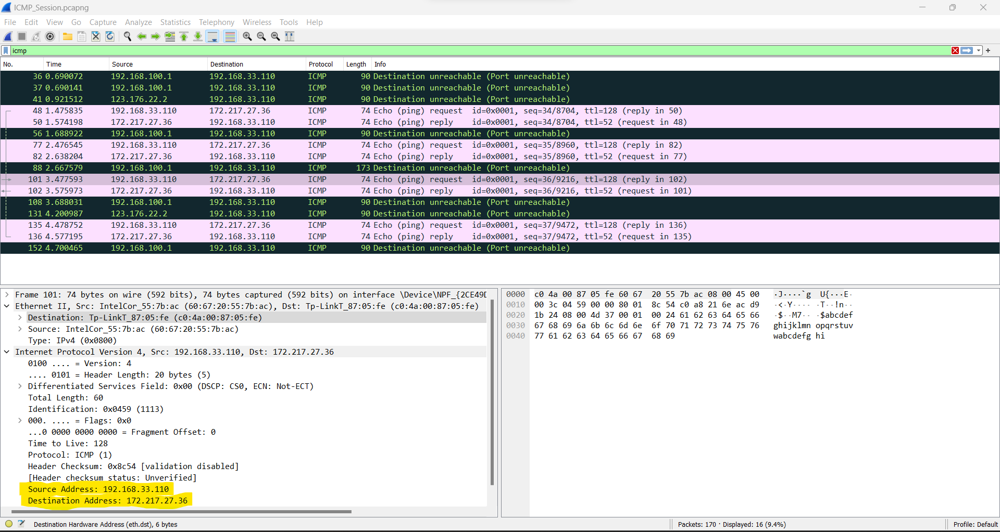 ICMP_Session.pcapng
File Edit View Go Capture Analyze Statistics Telephony Wireless Tools Help
icmp
No. Time Source Destination Protocol Length Info
36 0.690072 192.168.100.1 192.168.33.110 ICMP 90 Destination unreachable (Port unreachable)
37 0.690141 192.168.100.1 192.168.33.110 ICMP 90 Destination unreachable (Port unreachable)
41 0.921512 123.176.22.2 192.168.33.110 ICMP 90 Destination unreachable (Port unreachable)
48 1.475835 192.168.33.110 172.217.27.36 ICMP 74 Echo (ping) request id=0x0001, seq=34/8704, ttl=128 (reply in 50)
50 1.574198 172.217.27.36 192.168.33.110 ICMP 74 Echo (ping) reply id=0x0001, seq=34/8704, ttl=52 (request in 48)
56 1.688922 192.168.100.1 192.168.33.110 ICMP 90 Destination unreachable (Port unreachable)
77 2.476545 192.168.33.110 172.217.27.36 ICMP 74 Echo (ping) request id=0x0001, seq=35/8960, ttl=128 (reply in 82)
82 2.638204 172.217.27.36 192.168.33.110 ICMP 74 Echo (ping) reply id=0x0001, seq=35/8960, ttl=52 (request in 77)
88 2.667579 192.168.100.1 192.168.33.110 ICMP 173 Destination unreachable (Port unreachable)
101 3.477593 192.168.33.110 172.217.27.36 ICMP 74 Echo (ping) request id=0x0001, seq=36/9216, ttl=128 (reply in 102)
102 3.575973 172.217.27.36 192.168.33.110 ICMP 74 Echo (ping) reply id=0x0001, seq=36/9216, ttl=52 (request in 101)
108 3.688031 192.168.100.1 192.168.33.110 ICMP 90 Destination unreachable (Port unreachable)
131 4.200987 123.176.22.2 192.168.33.110 ICMP 90 Destination unreachable (Port unreachable)
135 4.478752 192.168.33.110 172.217.27.36 ICMP 74 Echo (ping) request id=0x0001, seq=37/9472, ttl=128 (reply in 136)
136 4.577195 172.217.27.36 192.168.33.110 ICMP 74 Echo (ping) reply id=0x0001, seq=37/9472, ttl=52 (request in 135)
152 4.700465 192.168.100.1 192.168.33.110 ICMP 90 Destination unreachable (Port unreachable)
Frame 101: 74 bytes on wire (592 bits), 74 bytes captured (592 bits) on interface \Device\NPF_{2CE49D
Ethernet II, Src: IntelCor_55:7b:ac (60:67:20:55:7b:ac), Dst: Tp-LinkT_87:05:fe (c0:4a:00:87:05:fe)
Destination: Tp-LinkT_87:05:fe (c0:4a:00:87:05:fe)
Source: IntelCor_55:7b:ac (60:67:20:55:7b:ac)
Type: IPv4 (0x0800)
Internet Protocol Version 4, Src: 192.168.33.110, Dst: 172.217.27.36
0100 .... = Version: 4
.... 0101 = Header Length: 20 bytes (5)
Differentiated Services Field: 0x00 (DSCP: CS0, ECN: Not-ECT)
Total Length: 60
Identification: 0x0459 (1113)
000. .... = Flags: 0x0
...0 0000 0000 0000 = Fragment Offset: 0
Time to Live: 128
Protocol: ICMP (1)
Header Checksum: 0x8c54 [validation disabled]
[Header checksum status: Unverified]
Source Address: 192.168.33.110
Destination Address: 172.217.27.36
0000 c0 4a 00 87 05 fe 60 67 20 55 7b ac 08 00 45 00 ·J····`g U{···E·
0010 00 3c 04 59 00 00 80 01 8c 54 c0 a8 21 6e ac d9 ·<·Y···· ·T··!n··
0020 1b 24 08 00 4d 37 00 01 00 24 61 62 63 64 65 66 ·$··M7·· ·$abcdef
0030 67 68 69 6a 6b 6c 6d 6e 6f 70 71 72 73 74 75 76 ghijklmn opqrstuv
0040 77 61 62 63 64 65 66 67 68 69 wabcdefg hi
Destination Hardware Address (eth.dst), 6 bytes
Packets: 170 · Displayed: 16 (9.4%)
Profile: Default